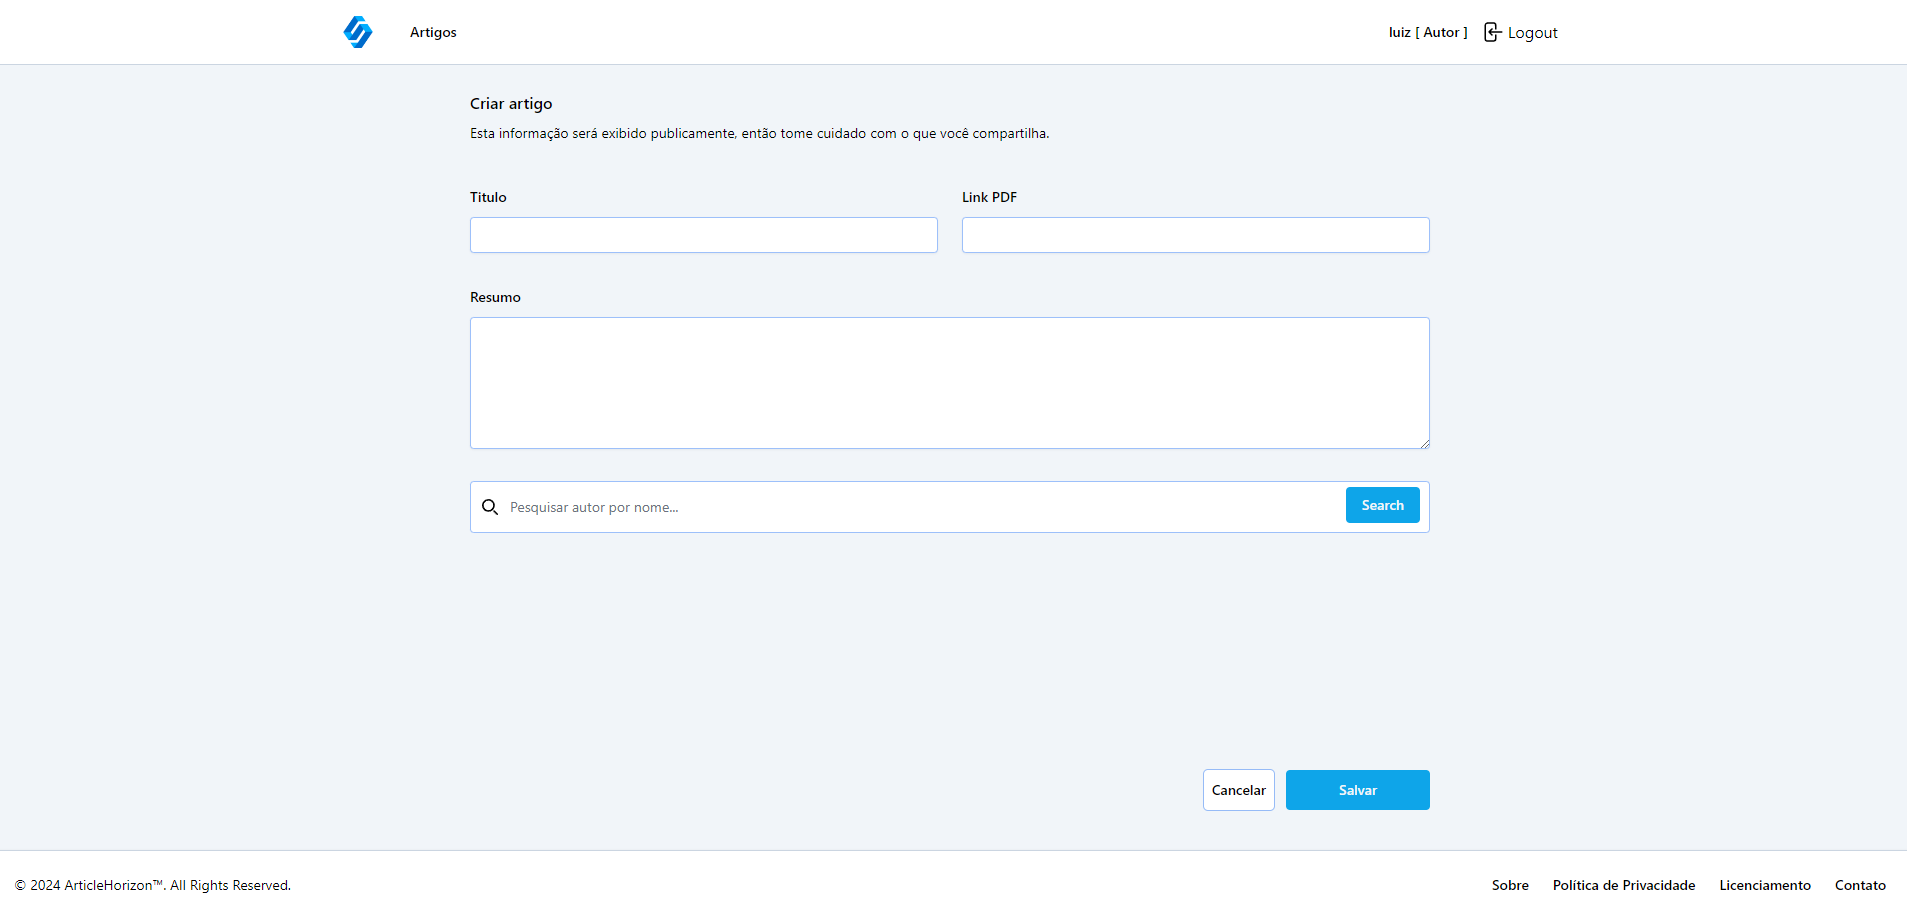 Artigos
luiz [ Autor ]
Logout
Criar artigo
Esta informação será exibido publicamente, então tome cuidado com o que você compartilha.
Titulo
Link PDF
Resumo
Pesquisar autor por nome...
Search
Cancelar
Salvar
© 2024 ArticleHorizon™. All Rights Reserved.
Sobre
Política de Privacidade
Licenciamento
Contato